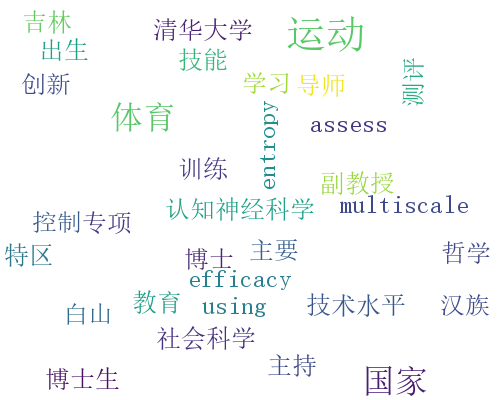 吉林
清华大学
运动
出生
技能
测评
创新
学习
导师
体育
entropy
assess
训练
副教授
认知神经科学
multiscale
控制
专项
特区
博士
主要
哲学
efficacy
白山
教育
using
技术水平
汉族
社会科学
博士生
主持
国家